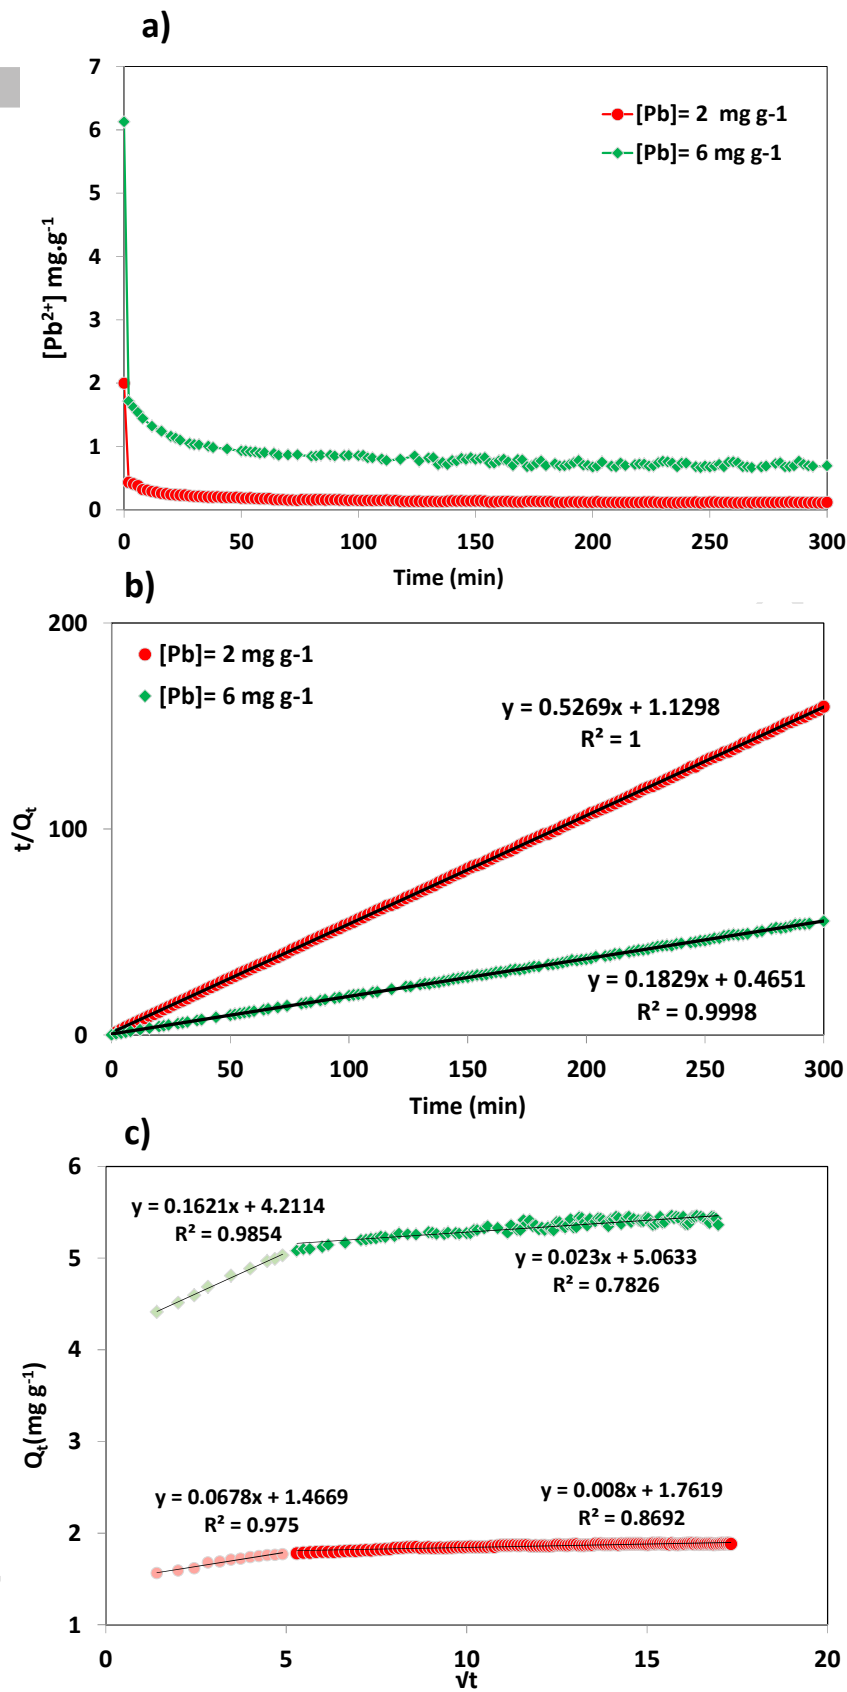 a)
7
6
5
4
3
2
1
0
[Pb²⁺] mg.g⁻¹
[Pb]= 2 mg g-1
[Pb]= 6 mg g-1
0 50 100 150 200 250 300
Time (min)
b)
200
100
0
t/Qₜ
[Pb]= 2 mg g-1
[Pb]= 6 mg g-1
y = 0.5269x + 1.1298
R² = 1
y = 0.1829x + 0.4651
R² = 0.9998
0 50 100 150 200 250 300
Time (min)
c)
6
5
4
3
2
1
Qₜ(mg g⁻¹)
y = 0.1621x + 4.2114
R² = 0.9854
y = 0.023x + 5.0633
R² = 0.7826
y = 0.0678x + 1.4669
R² = 0.975
y = 0.008x + 1.7619
R² = 0.8692
0 5 10 15 20
√t